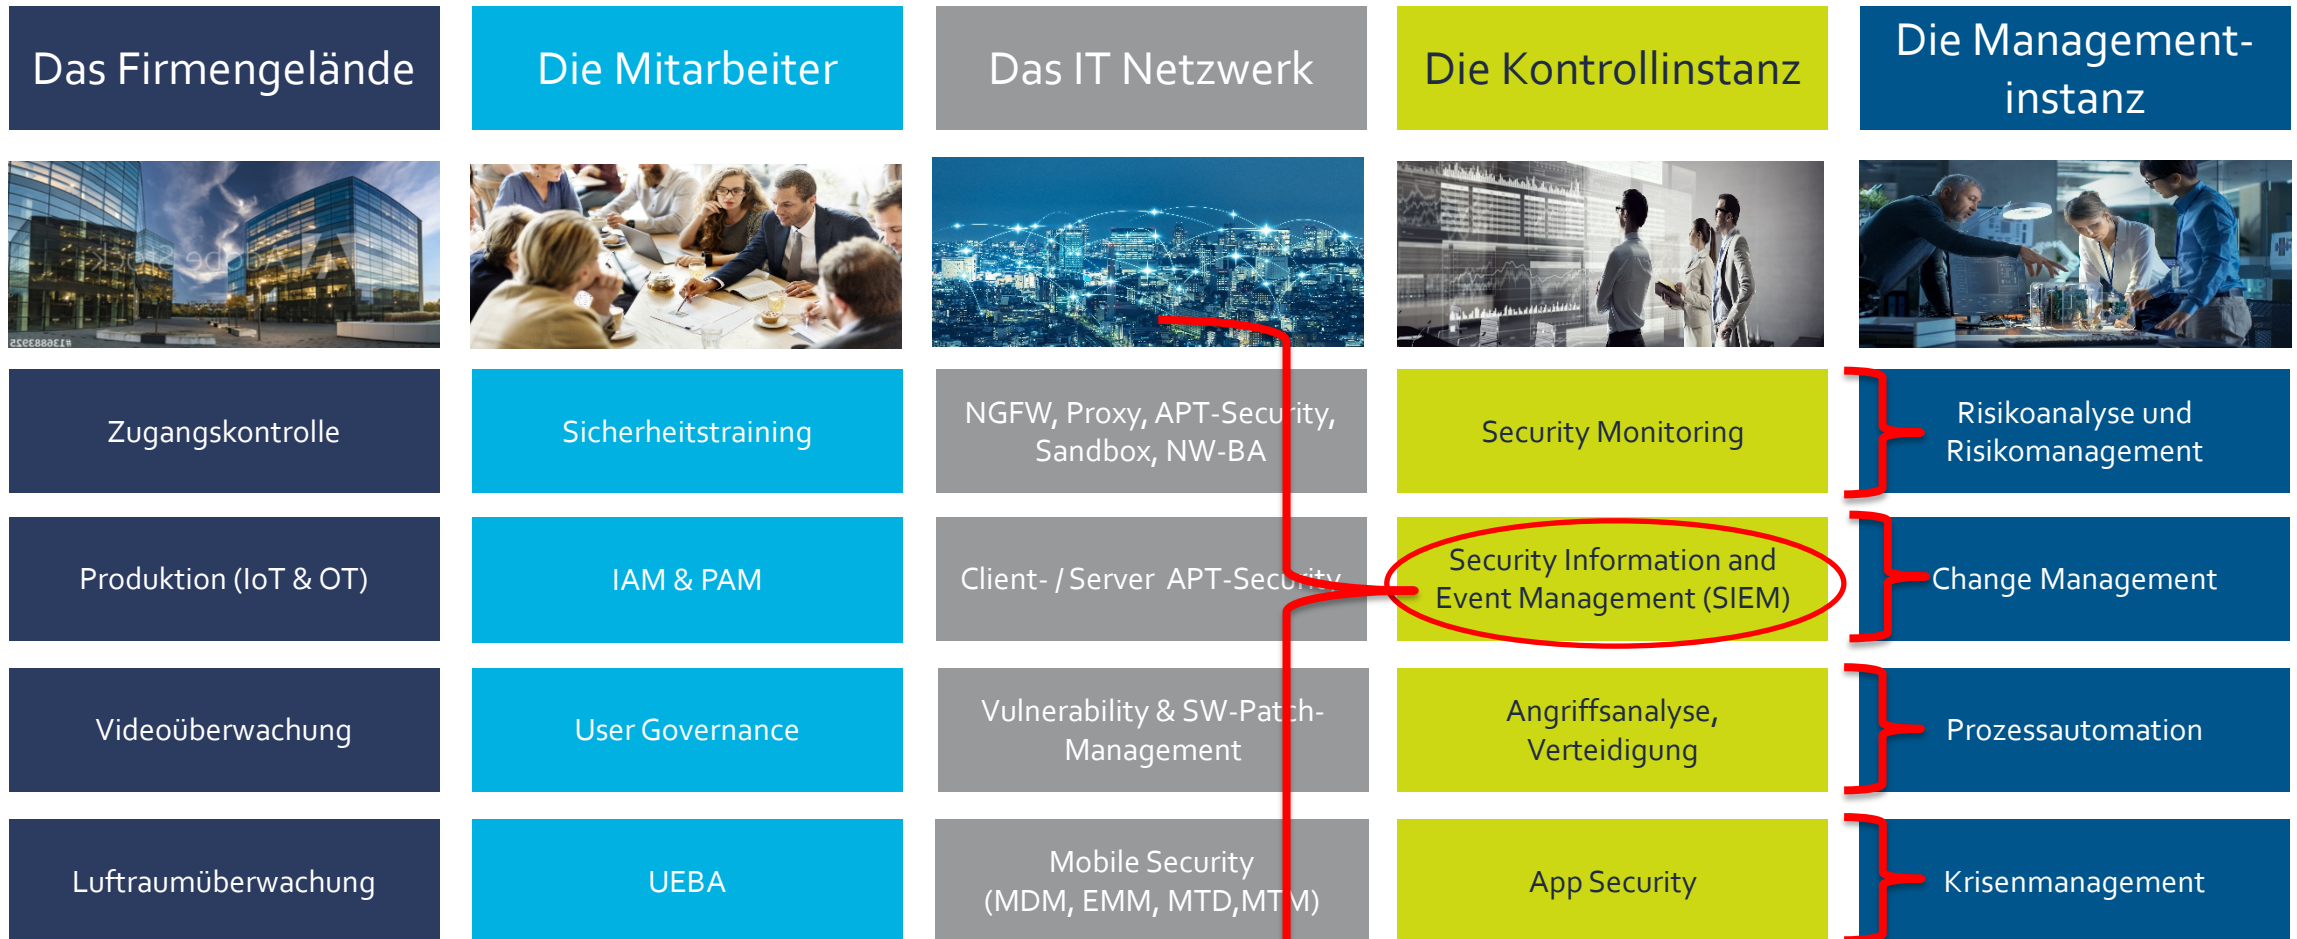 Das Firmengelände
Die Mitarbeiter
Das IT Netzwerk
Die Kontrollinstanz
Die Management-
instanz
Adobe Stock
#136883925
Zugangskontrolle
Sicherheitstraining
NGFW, Proxy, APT-Security,
Sandbox, NW-BA
Security Monitoring
Risikoanalyse und
Risikomanagement
Produktion (IoT & OT)
IAM & PAM
Client- / Server APT-Security
Security Information and
Event Management (SIEM)
Change Management
Videoüberwachung
User Governance
Vulnerability & SW-Patch-
Management
Angriffsanalyse,
Verteidigung
Prozessautomation
Luftraumüberwachung
UEBA
Mobile Security
(MDM, EMM, MTD,MTM)
App Security
Krisenmanagement